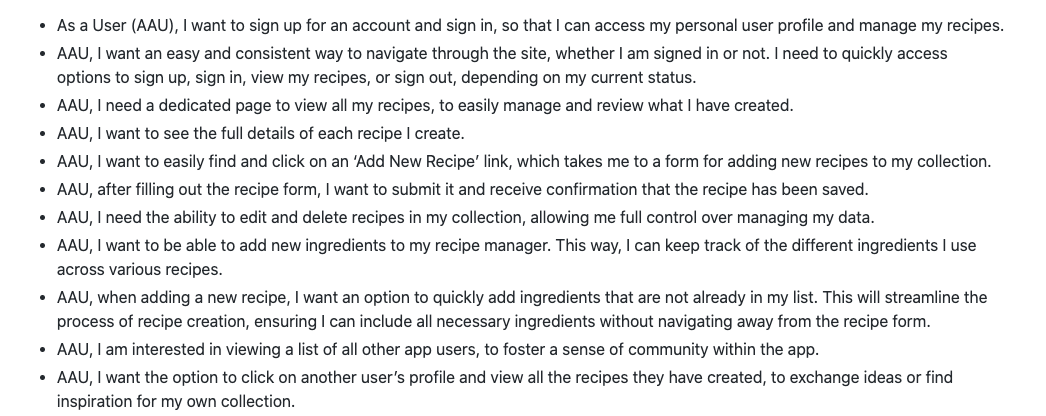 • As a User (AAU), I want to sign up for an account and sign in, so that I can access my personal user profile and manage my recipes.
• AAU, I want an easy and consistent way to navigate through the site, whether I am signed in or not. I need to quickly access
options to sign up, sign in, view my recipes, or sign out, depending on my current status.
• AAU, I need a dedicated page to view all my recipes, to easily manage and review what I have created.
• AAU, I want to see the full details of each recipe I create.
• AAU, I want to easily find and click on an ‘Add New Recipe’ link, which takes me to a form for adding new recipes to my collection.
• AAU, after filling out the recipe form, I want to submit it and receive confirmation that the recipe has been saved.
• AAU, I need the ability to edit and delete recipes in my collection, allowing me full control over managing my data.
• AAU, I want to be able to add new ingredients to my recipe manager. This way, I can keep track of the different ingredients I use
across various recipes.
• AAU, when adding a new recipe, I want an option to quickly add ingredients that are not already in my list. This will streamline the
process of recipe creation, ensuring I can include all necessary ingredients without navigating away from the recipe form.
• AAU, I am interested in viewing a list of all other app users, to foster a sense of community within the app.
• AAU, I want the option to click on another user’s profile and view all the recipes they have created, to exchange ideas or find
inspiration for my own collection.